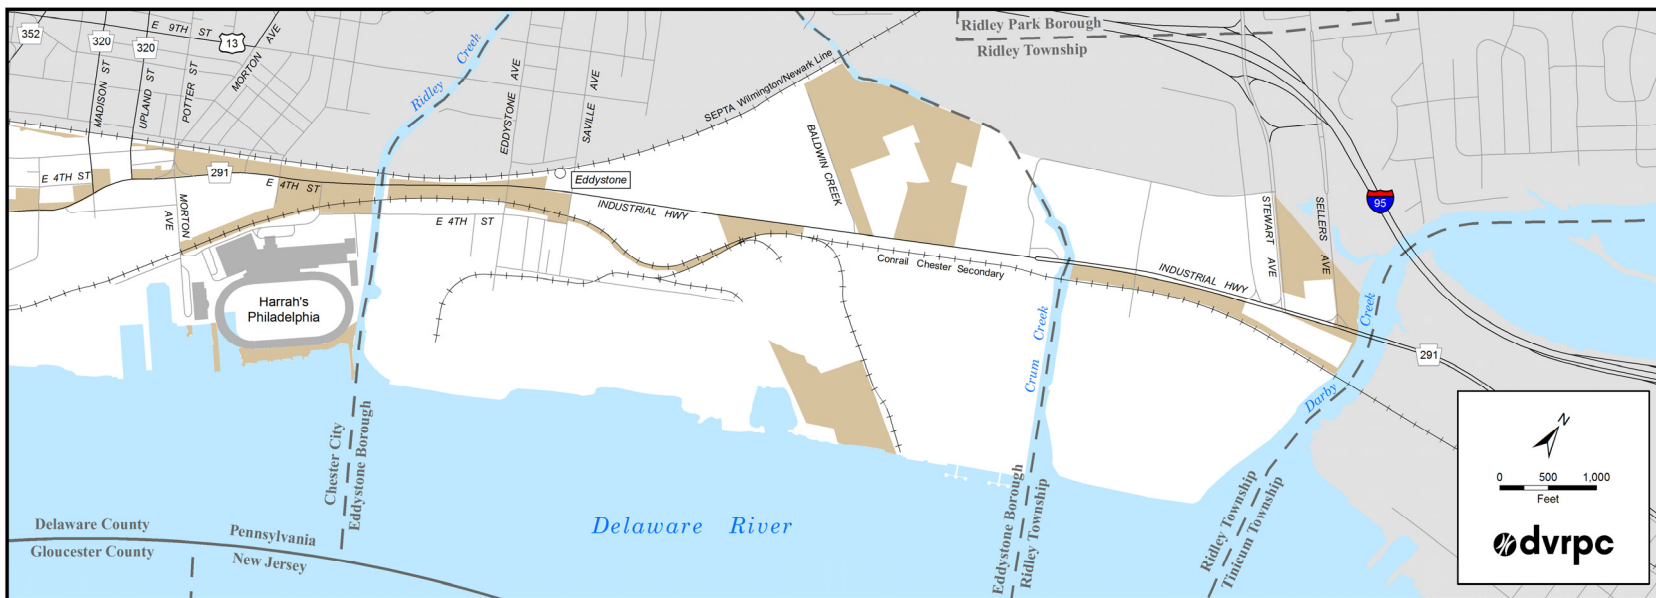 352
E 9TH ST
320
320
13
MADISON ST
UPLAND ST
POTTER ST
MORTON AVE
Ridley Creek
EDDYSTONE AVE
SAVILLE AVE
SEPTA Wilmington/Newark Line
Ridley Park Borough
Ridley Township
BALDWIN CREEK
E 4TH ST
291
E 4TH ST
Eddystone
INDUSTRIAL HWY
MORTON AVE
E 4TH ST
Conrail Chester Secondary
INDUSTRIAL HWY
STEWART AVE
SELLERS AVE
95
Harrah's
Philadelphia
Crum Creek
Darby Creek
291
Chester City
Eddystone Borough
Eddystone Borough
Ridley Township
Ridley Township
Tinicum Township
Delaware County
Gloucester County
Pennsylvania
New Jersey
Delaware River
N
0 500 1,000
Feet
dvrpc